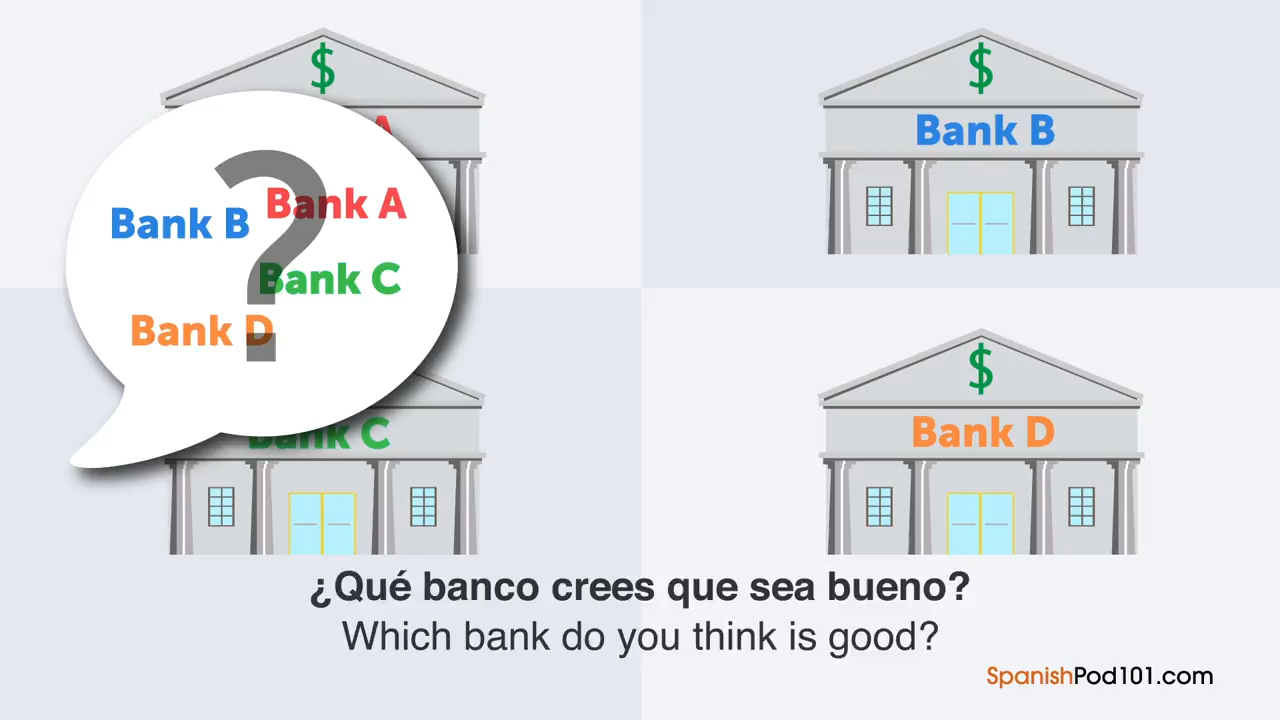 $
A
$
Bank B
Bank A
Bank B
Bank C
Bank D
$
Bank C
Bank D
¿Qué banco crees que sea bueno?
Which bank do you think is good?
SpanishPod101.com